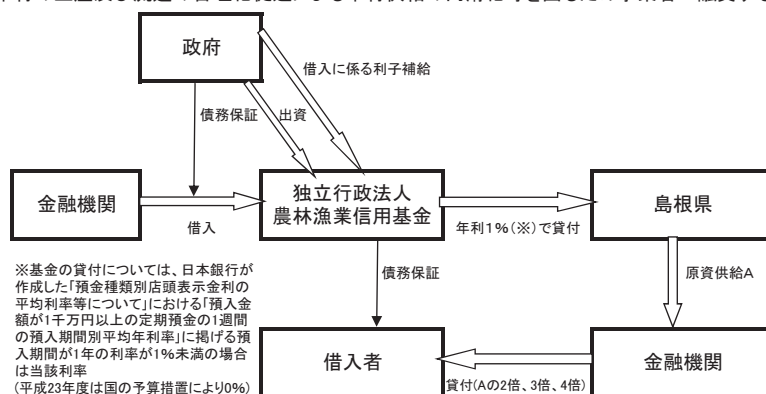 政府
借入に係る利子補給
債務保証
出資
金融機関
借入
独立行政法人
農林漁業信用基金
年利1%(※)で貸付
島根県
※基金の貸付については、日本銀行が
作成した「預金種類別店頭表示金利の
平均利率等について」における「預入金
額が1千万円以上の定期預金の1週間
の預入期間別平均年利率」に掲げる預
入期間が1年の利率が1%未満の場合
は当該利率
(平成23年度は国の予算措置により0%)
債務保証
原資供給A
借入者
貸付(Aの2倍、3倍、4倍)
金融機関